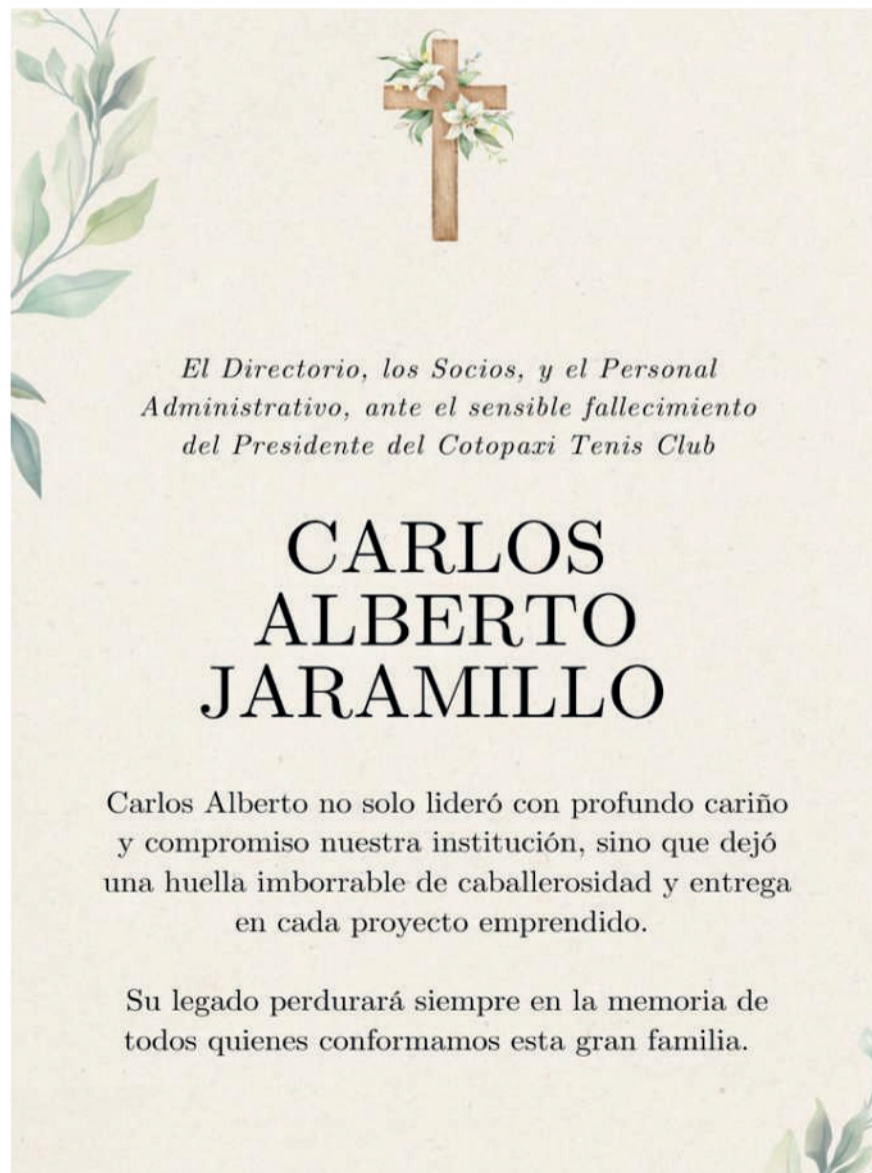 El Directorio, los Socios, y el Personal
Administrativo, ante el sensible fallecimiento
del Presidente del Cotopaxi Tenis Club
CARLOS
ALBERTO
JARAMILLO
Carlos Alberto no solo lideró con profundo cariño
y compromiso nuestra institución, sino que dejó
una huella imborrable de caballerosidad y entrega
en cada proyecto emprendido.
Su legado perdurará siempre en la memoria de
todos quienes conformamos esta gran familia.